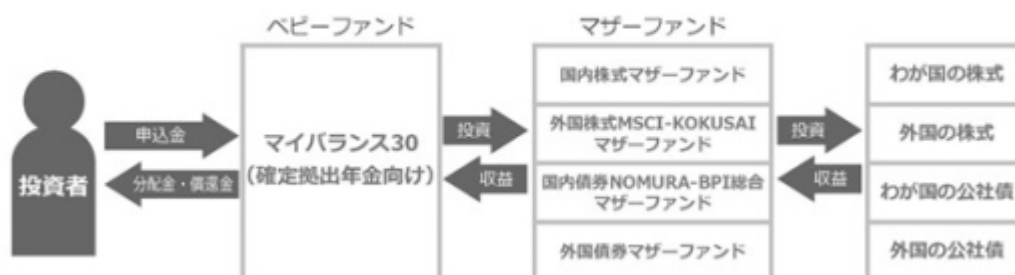 ベビーファンド
マザーファンド
投資者
申込金
分配金・償還金
マイバランス30
（確定拠出年金向け）
投資
収益
国内株式マザーファンド
外国株式MSCI-KOKUSAI
マザーファンド
国内債券NOMURA-BPI総合
マザーファンド
外国債券マザーファンド
投資
収益
わが国の株式
外国の株式
わが国の公社債
外国の公社債